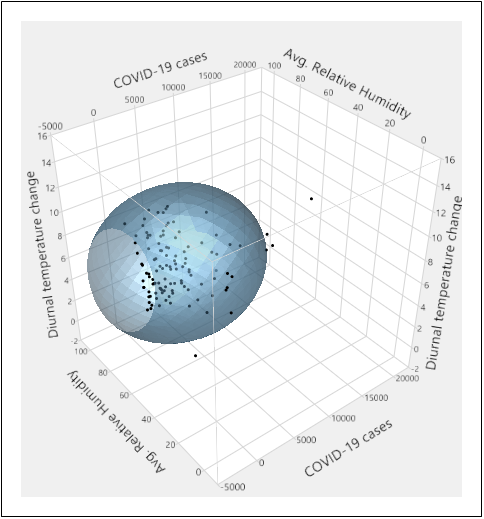 COVID-19 cases
Avg. Relative Humidity
-5000 0 5000 10000 15000 20000
100 80 60 40 20 0
Diurnal temperature change
16 14 12 10 8 6 4 2 0 -2
Diurnal temperature change
16 14 12 10 8 6 4 2 0 -2
Avg. Relative Humidity
100 80 60 40 20 0
COVID-19 cases
-5000 0 5000 10000 15000 20000